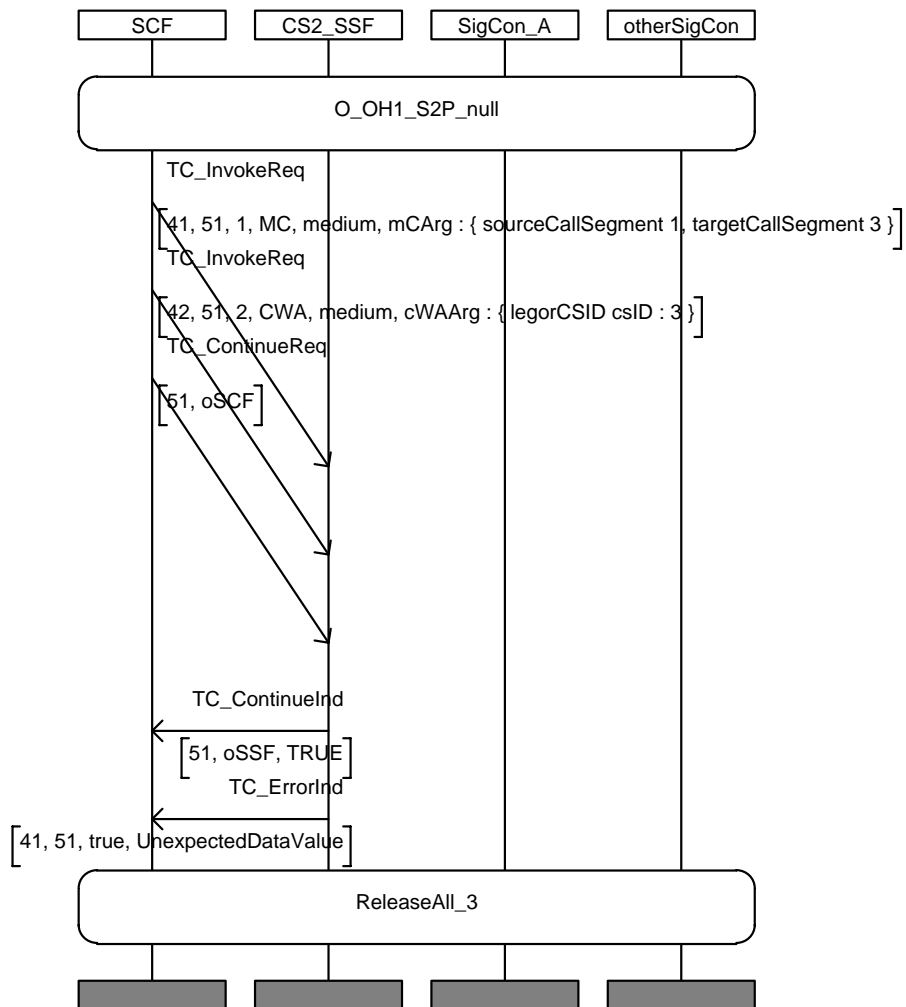 SCF CS2_SSF SigCon_A otherSigCon
O_OH1_S2P_null
TC_InvokeReq
[41, 51, 1, MC, medium, mCArg : { sourceCallSegment 1, targetCallSegment 3 }]
TC_InvokeReq
[42, 51, 2, CWA, medium, cWAArg : { legorCSID csID : 3 }]
TC_ContinueReq
[51, oSCF]
TC_ContinueInd
[51, oSSF, TRUE]
TC_ErrorInd
[41, 51, true, UnexpectedDataValue]
ReleaseAll_3